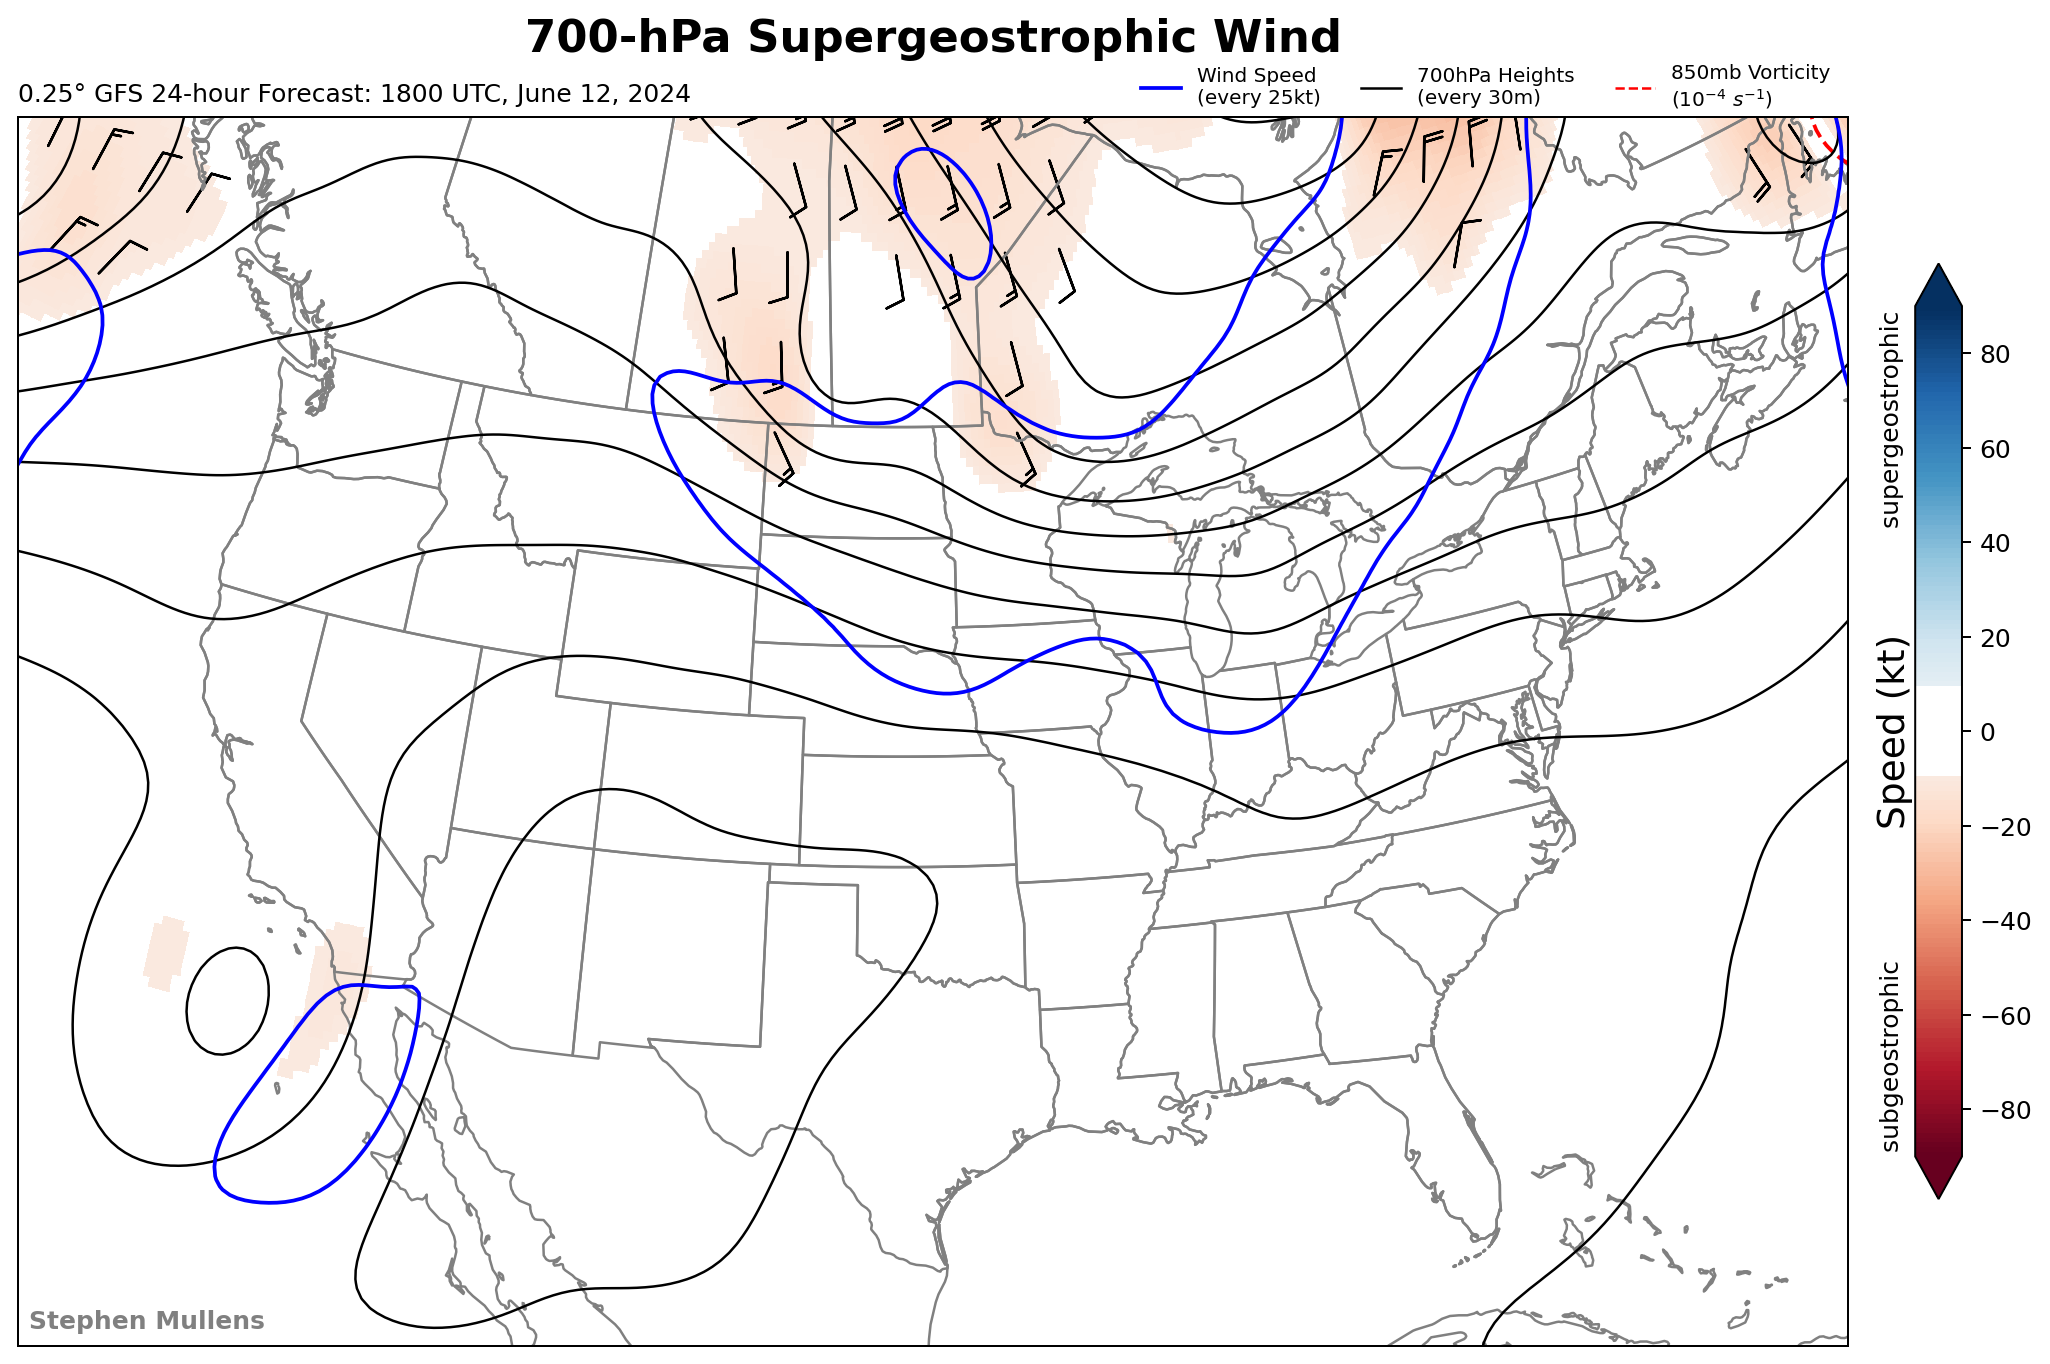 700-hPa Supergeostrophic Wind
0.25° GFS 24-hour Forecast: 1800 UTC, June 12, 2024
Wind Speed
(every 25kt)
700hPa Heights
(every 30m)
850mb Vorticity
(10⁻⁴ s⁻¹)
supergeostrophic
Speed (kt)
subgeostrophic
80
60
40
20
0
−20
−40
−60
−80
Stephen Mullens